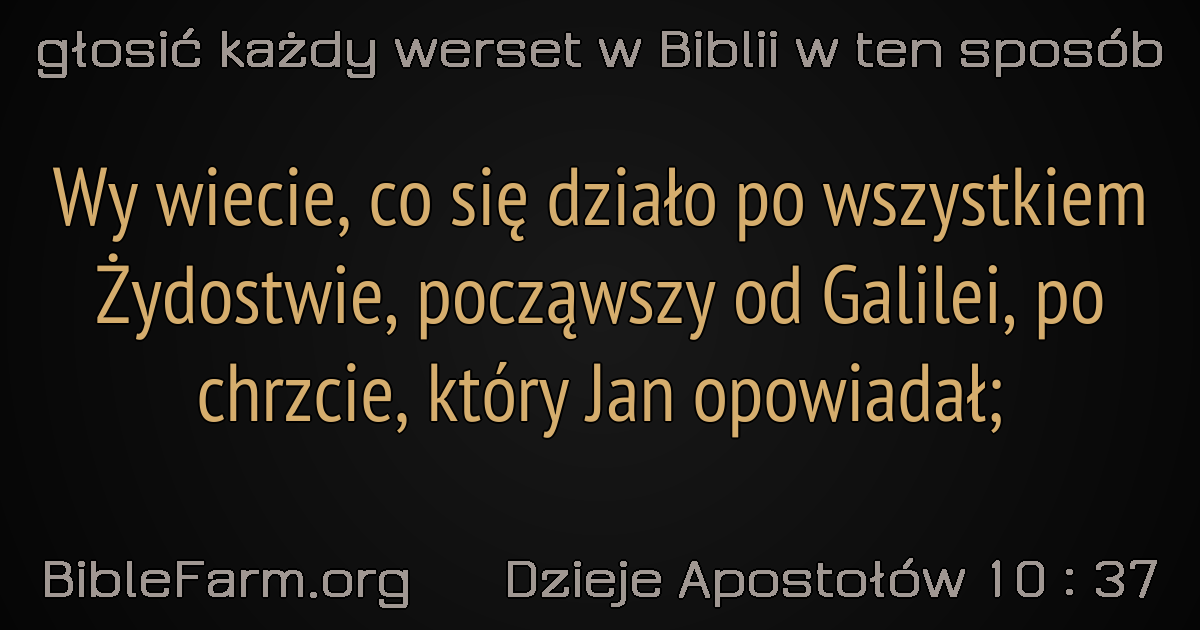 głosić każdy werset w Biblii w ten sposób
Wy wiecie, co się działo po wszystkiem
Żydostwie, począwszy od Galilei, po
chrzcie, który Jan opowiadał;
BibleFarm.org Dzieje Apostołów 10 : 37